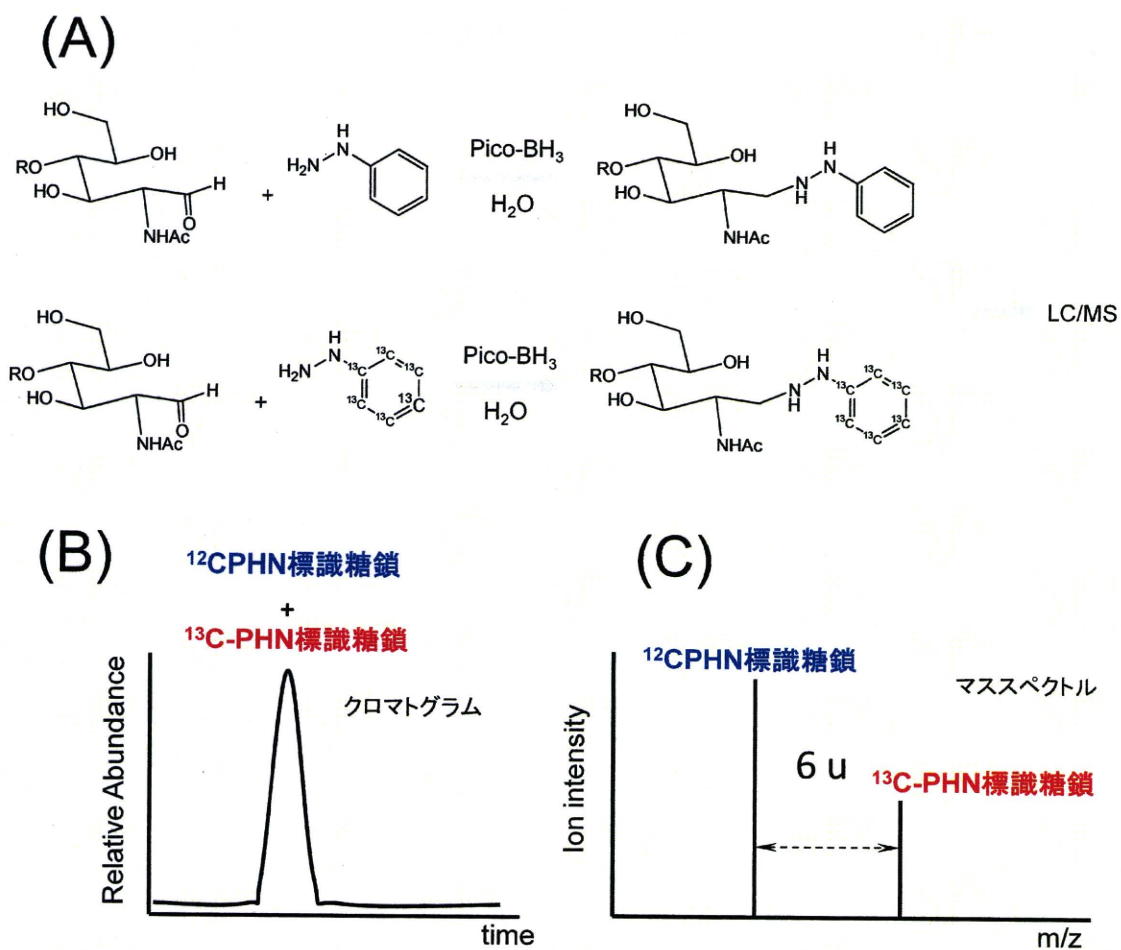 (A)
HO
RO
OH
HO
H
O
NHAc
+
H
H₂N
N
Pico-BH₃
H₂O
HO
RO
OH
HO
H
N
N
H
NHAc
LC/MS
HO
RO
OH
HO
H
O
NHAc
+
H
H₂N
N
¹³C
¹³C
¹³C
¹³C
¹³C
¹³C
Pico-BH₃
H₂O
HO
RO
OH
HO
H
N
N
H
NHAc
¹³C
¹³C
¹³C
¹³C
¹³C
¹³C
(B)
¹²CPHN標識糖鎖
+
¹³C-PHN標識糖鎖
クロマトグラム
Relative Abundance
time
(C)
¹²CPHN標識糖鎖
マススペクトル
6 u
¹³C-PHN標識糖鎖
Ion intensity
m/z